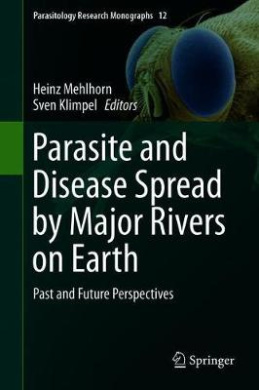 Parasitology Research Monographs 12
Heinz Mehlhorn
Sven Klimpel Editors
Parasite and
Disease Spread
by Major Rivers
on Earth
Past and Future Perspectives
Springer